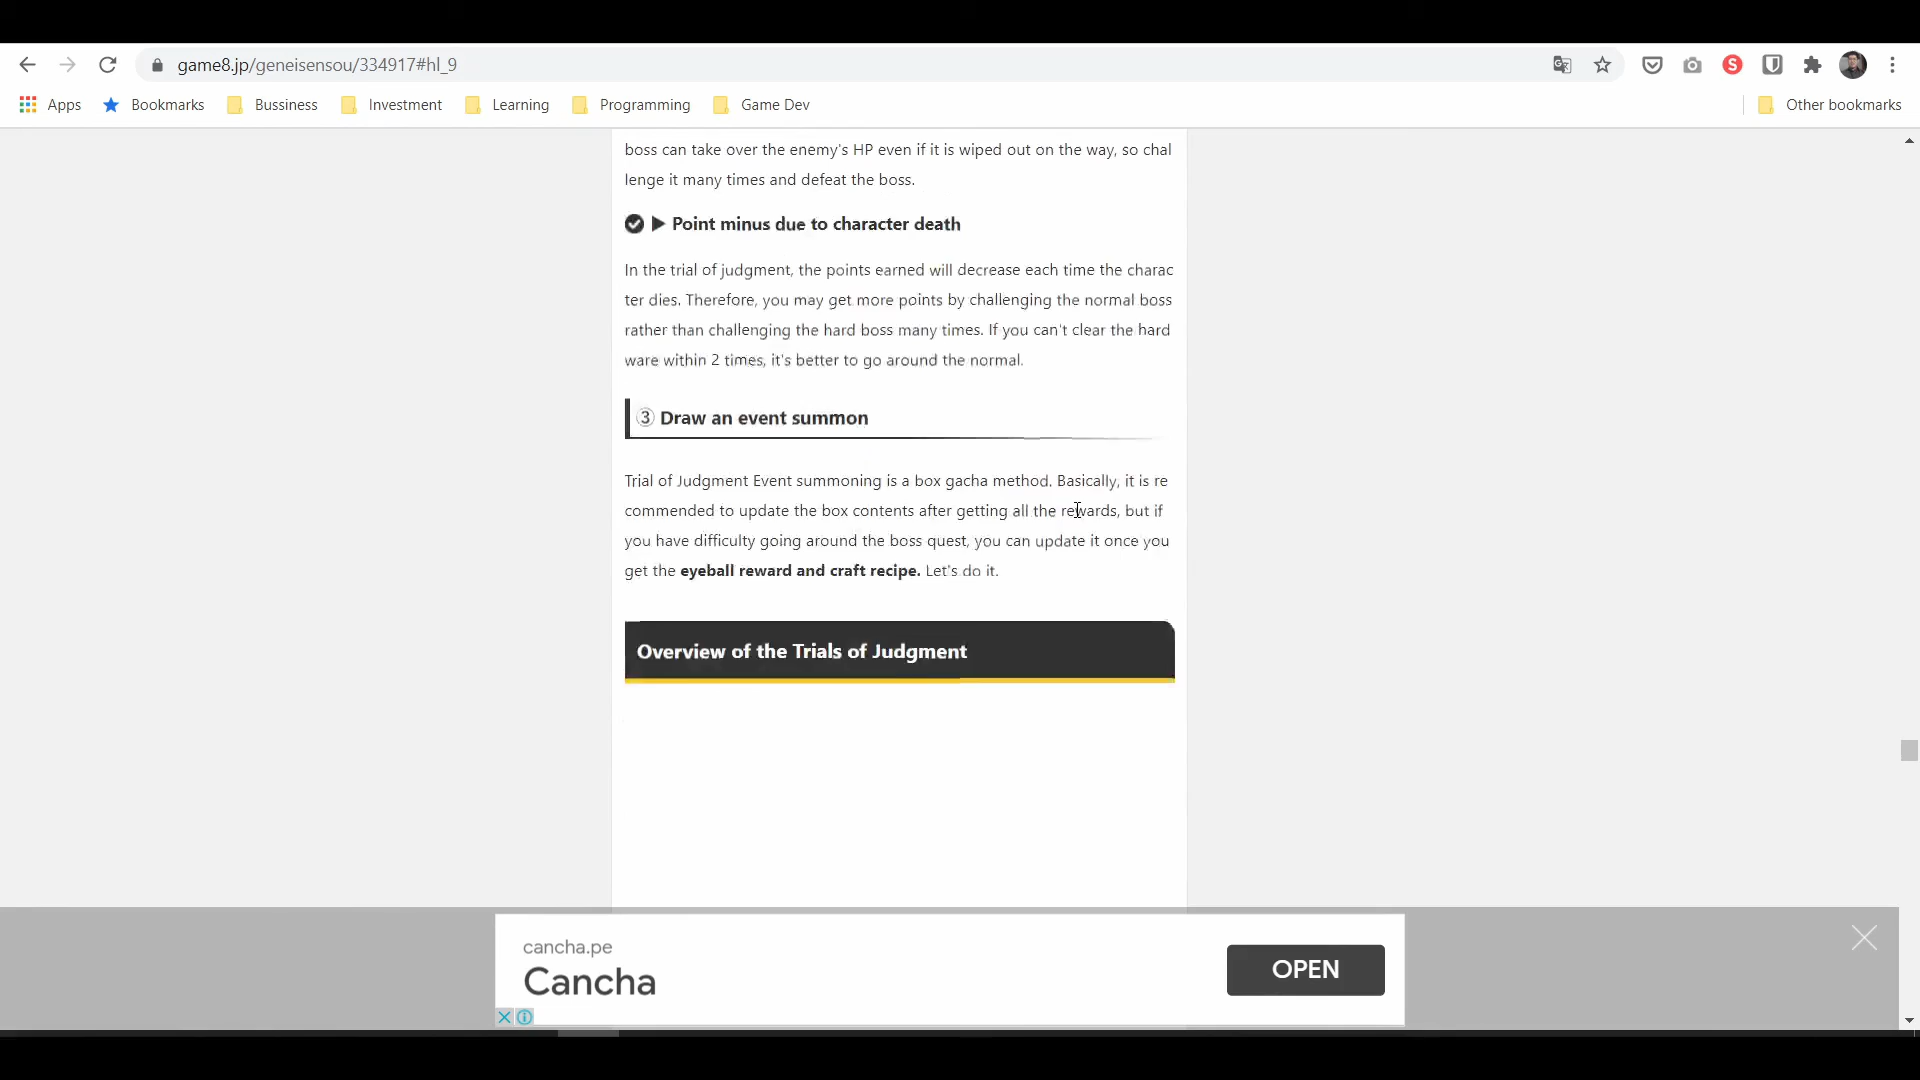 game8.jp/geneisensou/334917#hl_9
Apps Bookmarks Bussiness Investment Learning Programming Game Dev Other bookmarks
boss can take over the enemy's HP even if it is wiped out on the way, so chal
lenge it many times and defeat the boss.
Point minus due to character death
In the trial of judgment, the points earned will decrease each time the charac
ter dies. Therefore, you may get more points by challenging the normal boss
rather than challenging the hard boss many times. If you can't clear the hard
ware within 2 times, it's better to go around the normal.
③ Draw an event summon
Trial of Judgment Event summoning is a box gacha method. Basically, it is re
commended to update the box contents after getting all the rewards, but if
you have difficulty going around the boss quest, you can update it once you
get the eyeball reward and craft recipe. Let's do it.
Overview of the Trials of Judgment
cancha.pe
Cancha
OPEN